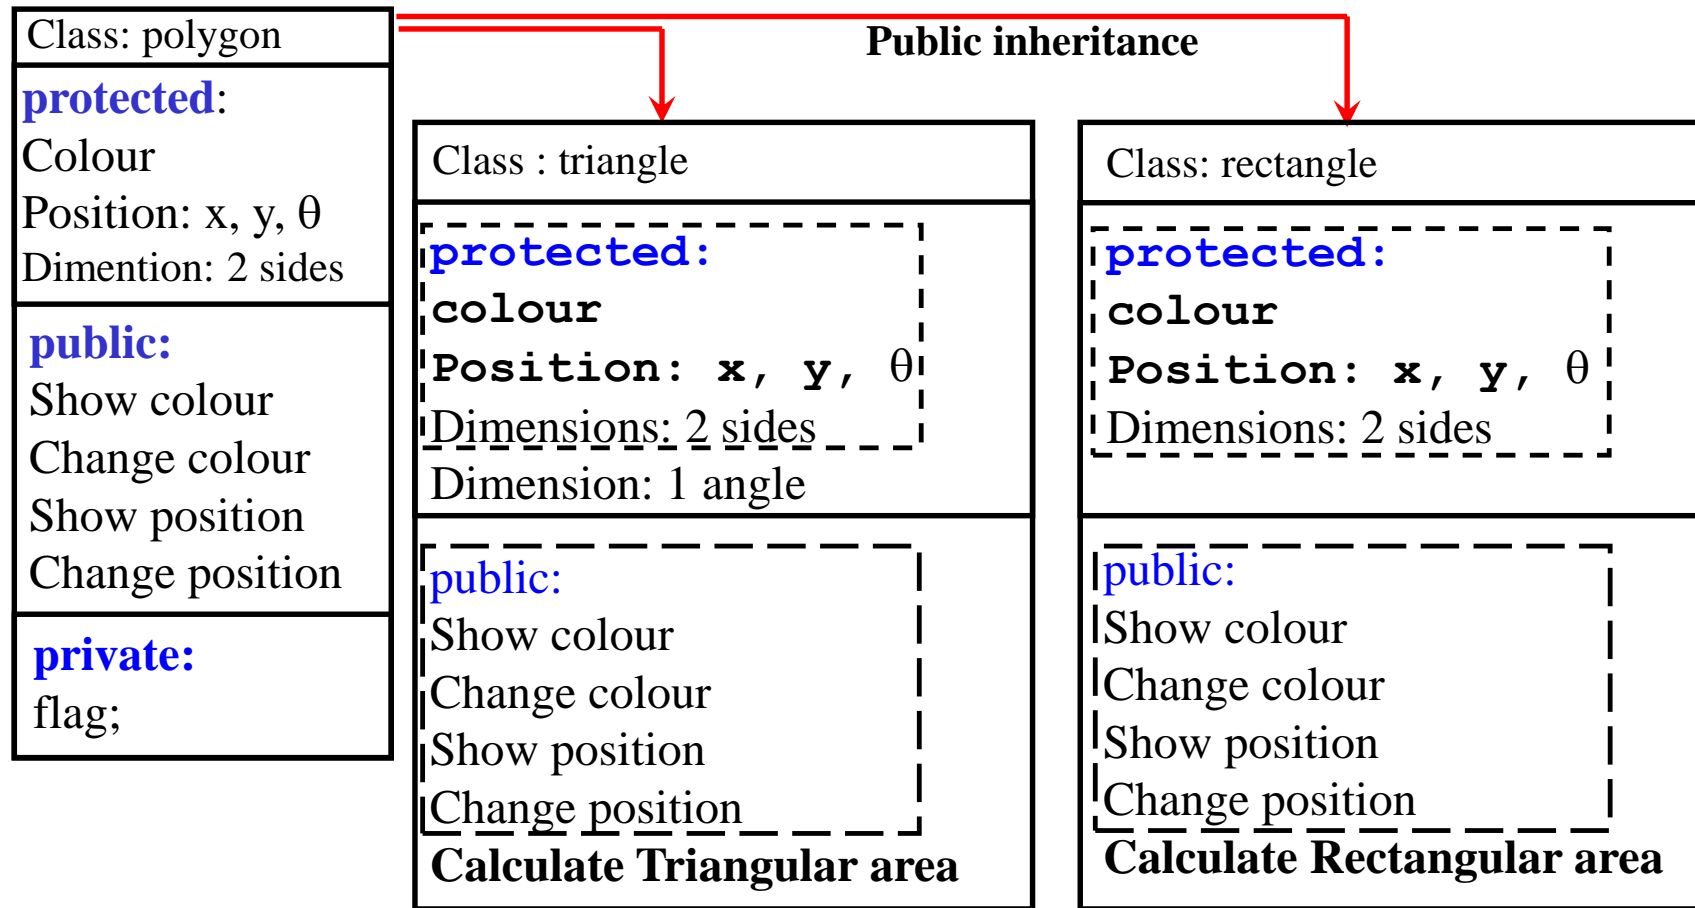 Class: polygon
protected:
Colour
Position: x, y, θ
Dimention: 2 sides
public:
Show colour
Change colour
Show position
Change position
private:
flag;
Public inheritance
Class : triangle
protected:
colour
Position: x, y, θ
Dimensions: 2 sides
Dimension: 1 angle
public:
Show colour
Change colour
Show position
Change position
Calculate Triangular area
Class: rectangle
protected:
colour
Position: x, y, θ
Dimensions: 2 sides
public:
Show colour
Change colour
Show position
Change position
Calculate Rectangular area